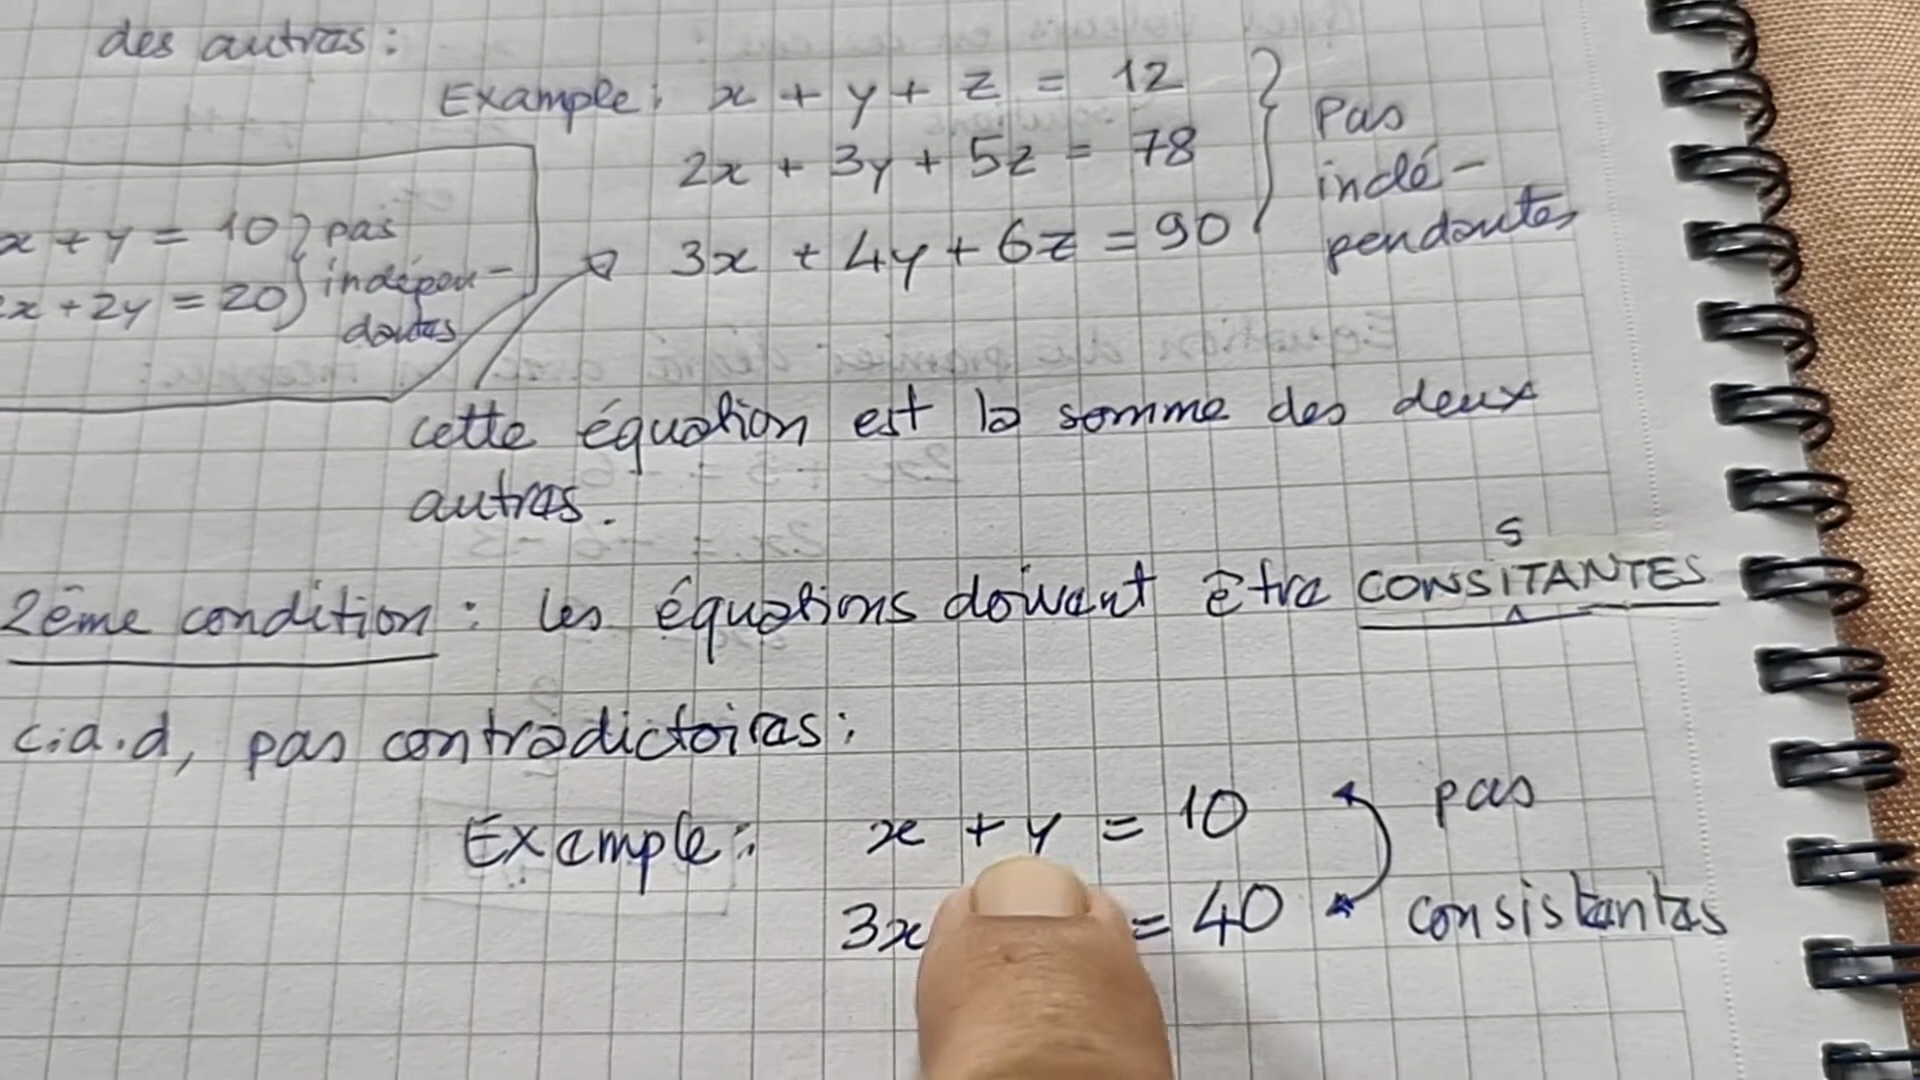 des autres :
Example : x + y + z = 12
2x + 3y + 5z = 78
3x + 4y + 6z = 90
Pas
indé-
pendantes
x + y = 10
x + 2y = 20
pas
indépen-
dantes
cette équation est la somme des deux
autres.
2ème condition : les équations doivent être CONSISTANTES
c.a.d, pas contradictoires :
Example : x + y = 10
3x = 40
pas
consistantes